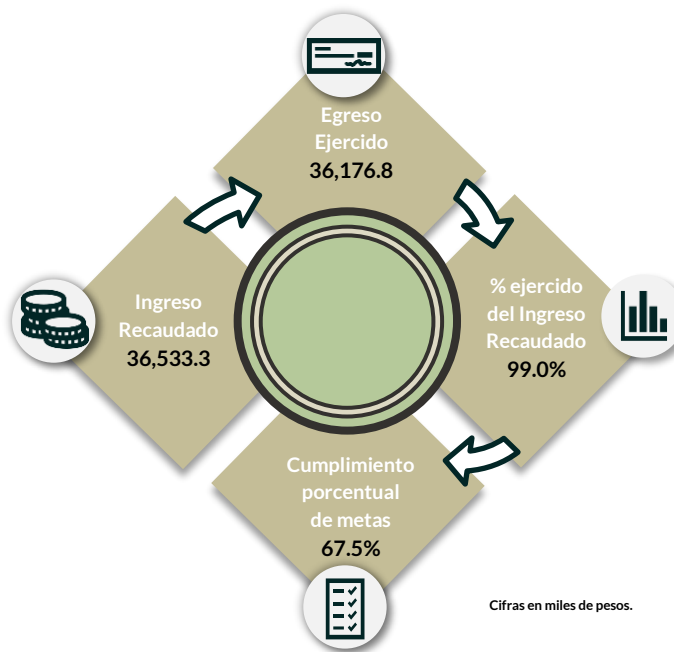 Egreso
Ejercido
36,176.8
Ingreso
Recaudado
36,533.3
% ejercido
del Ingreso
Recaudado
99.0%
Cumplimiento
porcentual
de metas
67.5%
Cifras en miles de pesos.